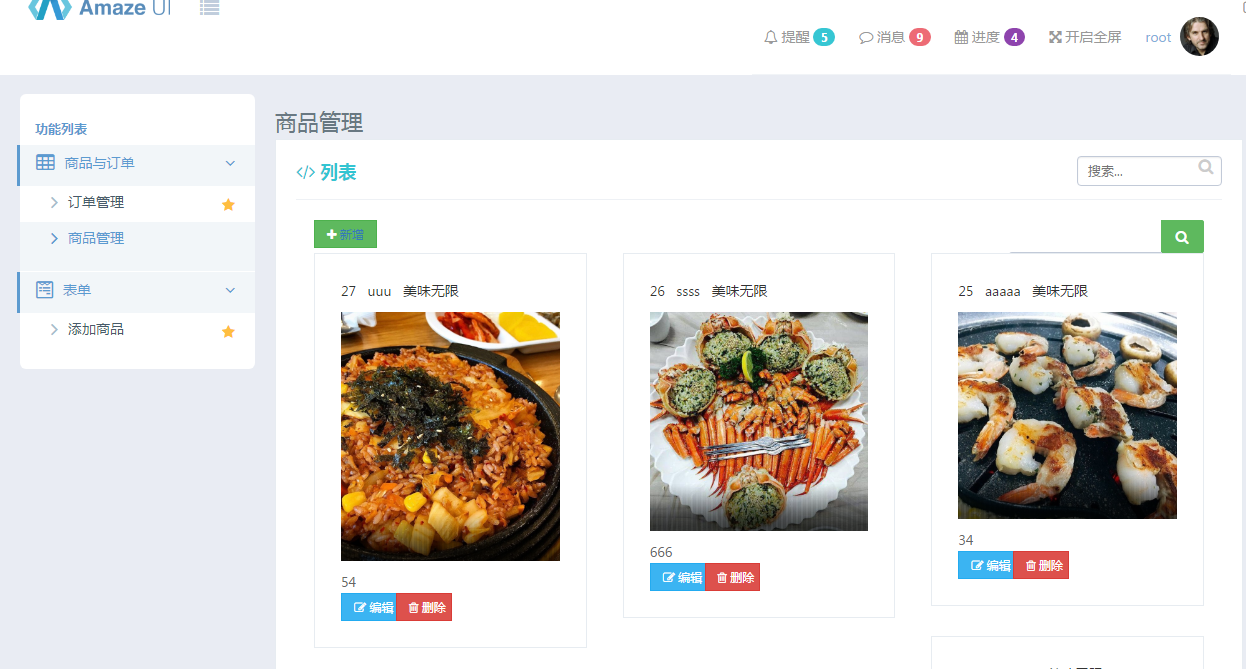 Amaze UI
提醒 5 消息 9 进度 4 开启全屏 root
功能列表
商品与订单
订单管理
商品管理
表单
添加商品
商品管理
</> 列表
搜索...
新增
27 uuu 美味无限
54
编辑 删除
26 ssss 美味无限
666
编辑 删除
25 aaaaa 美味无限
34
编辑 删除